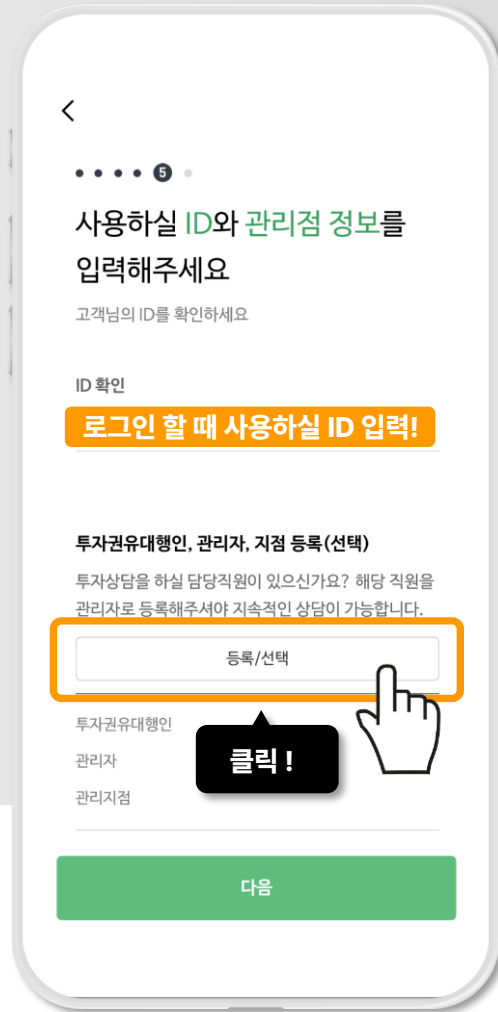 5
사용하실 ID와 관리점 정보를
입력해주세요
고객님의 ID를 확인하세요
ID 확인
로그인 할 때 사용하실 ID 입력!
투자권유대행인, 관리자, 지점 등록(선택)
투자상담을 하실 담당직원이 있으신가요? 해당 직원을
관리자로 등록해주셔야 지속적인 상담이 가능합니다.
등록/선택
투자권유대행인
클릭 !
관리자
관리지점
다음